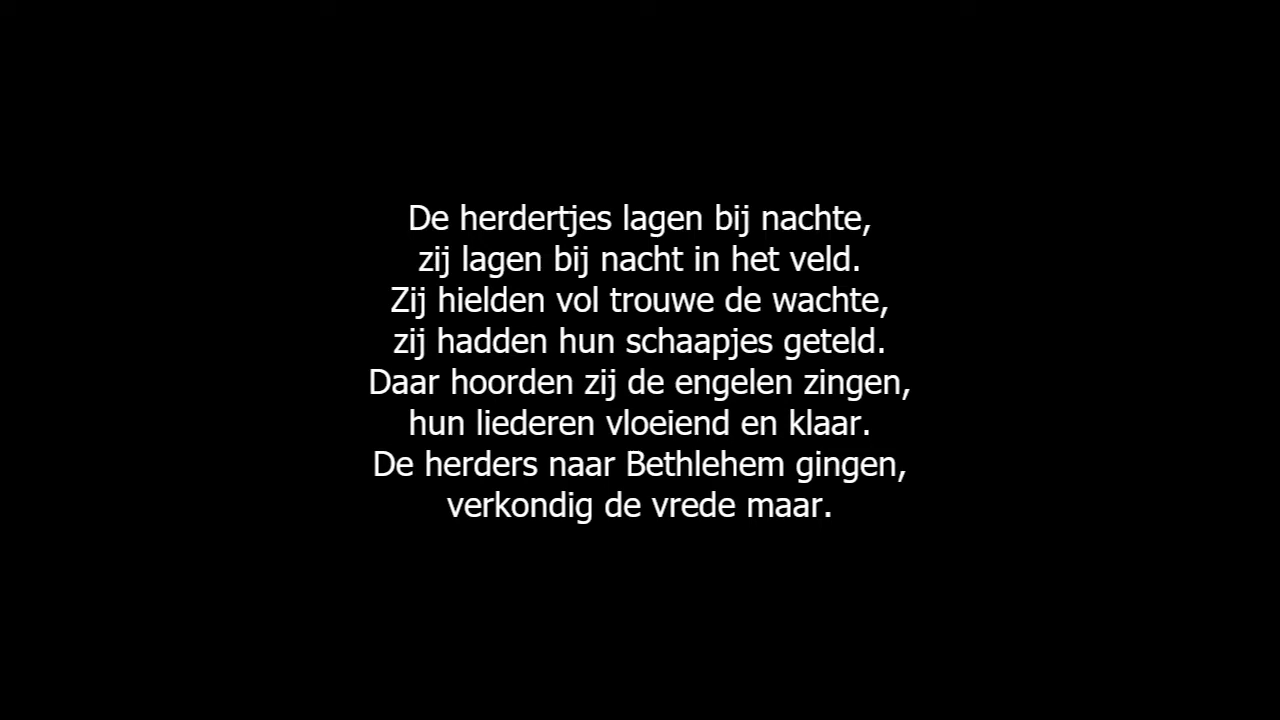 De herdertjes lagen bij nachte,
zij lagen bij nacht in het veld.
Zij hielden vol trouwe de wachte,
zij hadden hun schaapjes geteld.
Daar hoorden zij de engelen zingen,
hun liederen vloeiend en klaar.
De herders naar Bethlehem gingen,
verkondig de vrede maar.